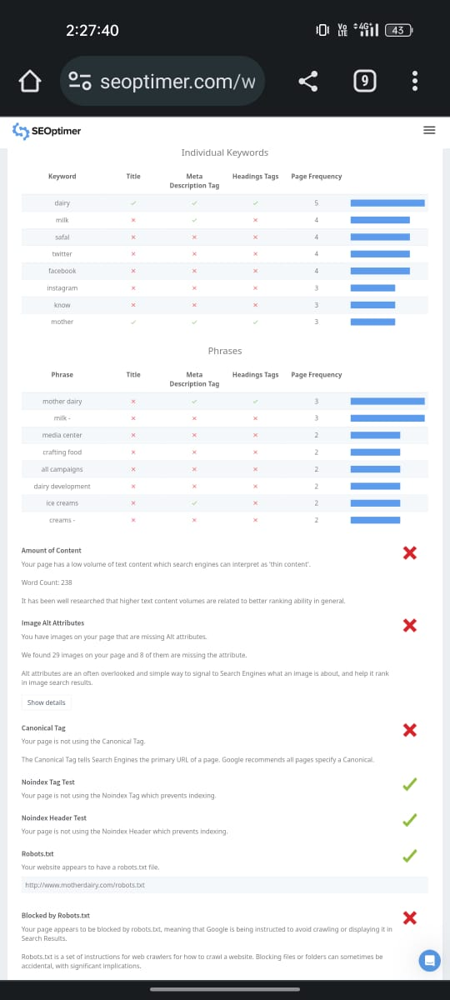 2:27:40
Vo LTE 4G+ 43
seoptimer.com/w
9
SEOptimer
Individual Keywords
Keyword Title Meta Description Tag Headings Tags Page Frequency
dairy ✓ ✓ ✓ 5
milk × ✓ × 4
safal × × × 4
twitter × × × 4
facebook × × × 4
instagram × × × 3
know × × × 3
mother ✓ ✓ ✓ 3
Phrases
Phrase Title Meta Description Tag Headings Tags Page Frequency
mother dairy × ✓ ✓ 3
milk - × × × 3
media center × × × 2
crafting food × × × 2
all campaigns × × × 2
dairy development × × × 2
ice creams × ✓ × 2
creams - × × × 2
Amount of Content
Your page has a low volume of text content which search engines can interpret as 'thin content'.
Word Count: 238
It has been well researched that higher text content volumes are related to better ranking ability in general.
Image Alt Attributes
You have images on your page that are missing Alt attributes.
We found 29 images on your page and 8 of them are missing the attribute.
Alt attributes are an often overlooked and simple way to signal to Search Engines what an image is about, and help it rank
in image search results.
Show details
Canonical Tag
Your page is not using the Canonical Tag.
The Canonical Tag tells Search Engines the primary URL of a page. Google recommends all pages specify a Canonical.
Noindex Tag Test
Your page is not using the Noindex Tag which prevents indexing.
Noindex Header Test
Your page is not using the Noindex Header which prevents indexing.
Robots.txt
Your website appears to have a robots.txt file.
http://www.motherdairy.com/robots.txt
Blocked by Robots.txt
Your page appears to be blocked by robots.txt, meaning that Google is being instructed to avoid crawling or displaying it in
Search Results.
Robots.txt is a set of instructions for web crawlers for how to crawl a website. Blocking files or folders can sometimes be
accidental, with significant implications.